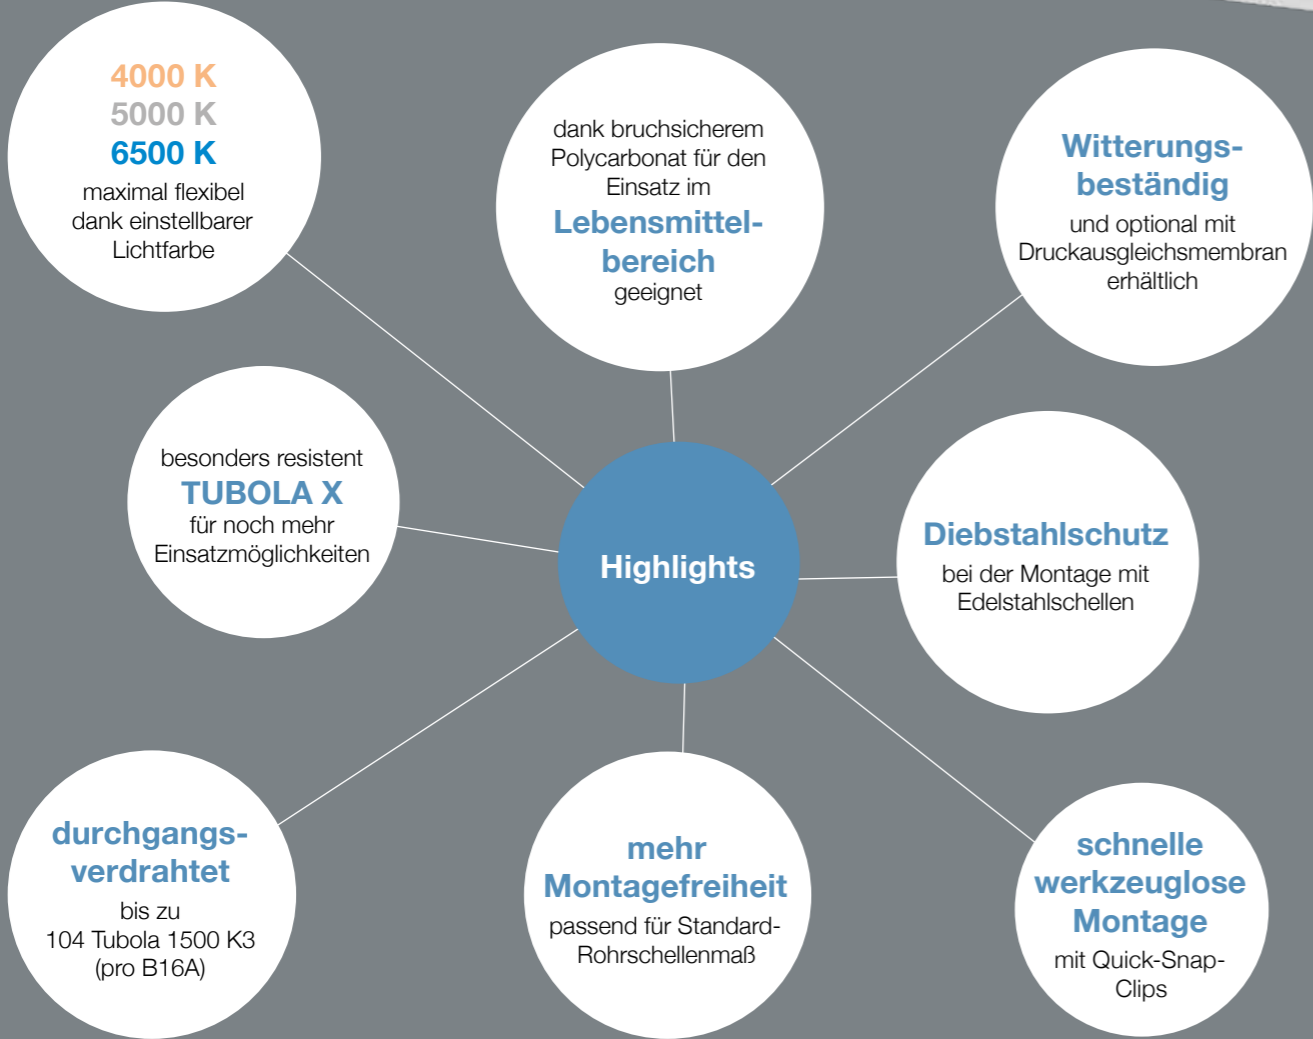 4000 K
5000 K
6500 K
maximal flexibel
dank einstellbarer
Lichtfarbe
dank bruchsicherem
Polycarbonat für den
Einsatz im
Lebensmittel-
bereich
geeignet
Witterungs-
beständig
und optional mit
Druckausgleichsmembran
erhältlich
besonders resistent
TUBOLA X
für noch mehr
Einsatzmöglichkeiten
Highlights
Diebstahlschutz
bei der Montage mit
Edelstahlschellen
durchgangs-
verdrahtet
bis zu
104 Tubola 1500 K3
(pro B16A)
mehr
Montagefreiheit
passend für Standard-
Rohrschellenmaß
schnelle
werkzeuglose
Montage
mit Quick-Snap-
Clips